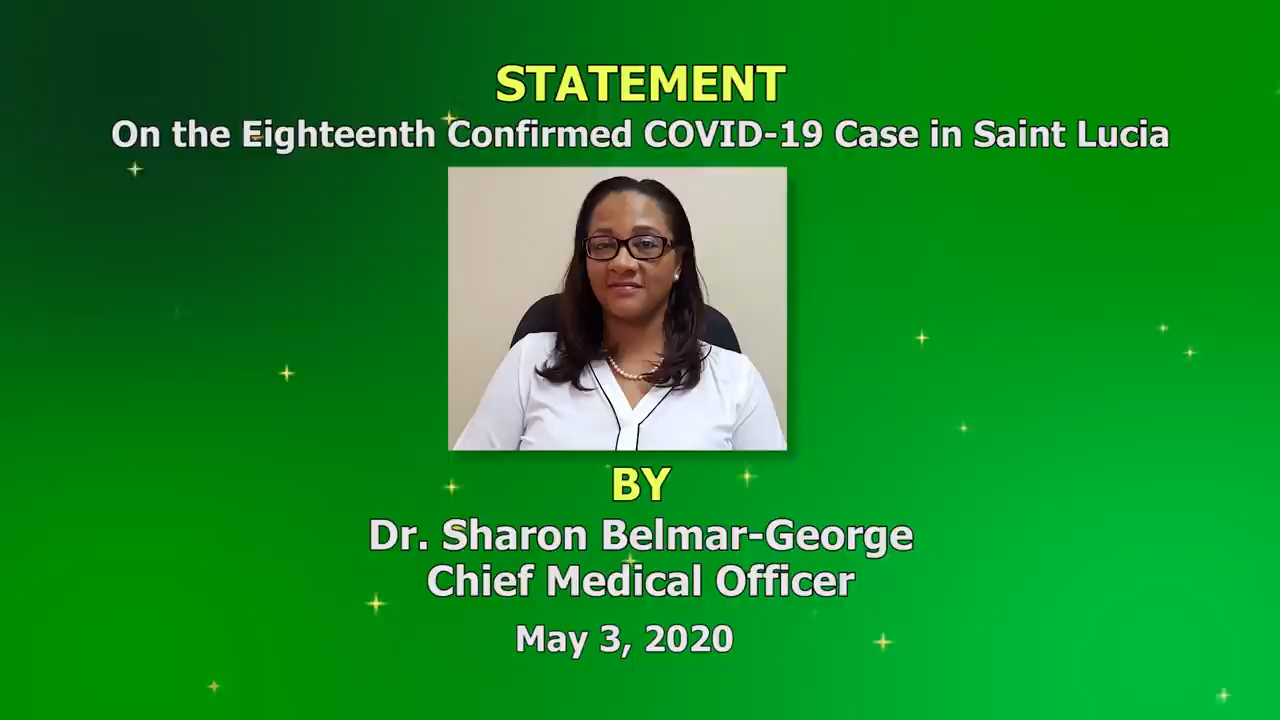 STATEMENT
On the Eighteenth Confirmed COVID-19 Case in Saint Lucia
BY
Dr. Sharon Belmar-George
Chief Medical Officer
May 3, 2020